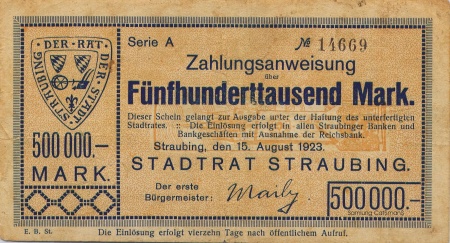 DER·RAT·DER·STADT·STRAUBING
500 000.—
MARK.
Serie A
№ 14669
Zahlungsanweisung
über
Fünfhunderttausend Mark.
Dieser Schein gelangt zur Ausgabe unter der Haftung des unterfertigten
Stadtrates. :: Die Einlösung erfolgt in allen Straubinger Banken und
Bankgeschäften mit Ausnahme der Reichsbank.
Straubing, den 15. August 1923.
STADTRAT STRAUBING.
Der erste
Bürgermeister:
500 000.—
Samlung Catsmans
E. B. St.
Die Einlösung erfolgt vierzehn Tage nach öffentlichem Aufruf.